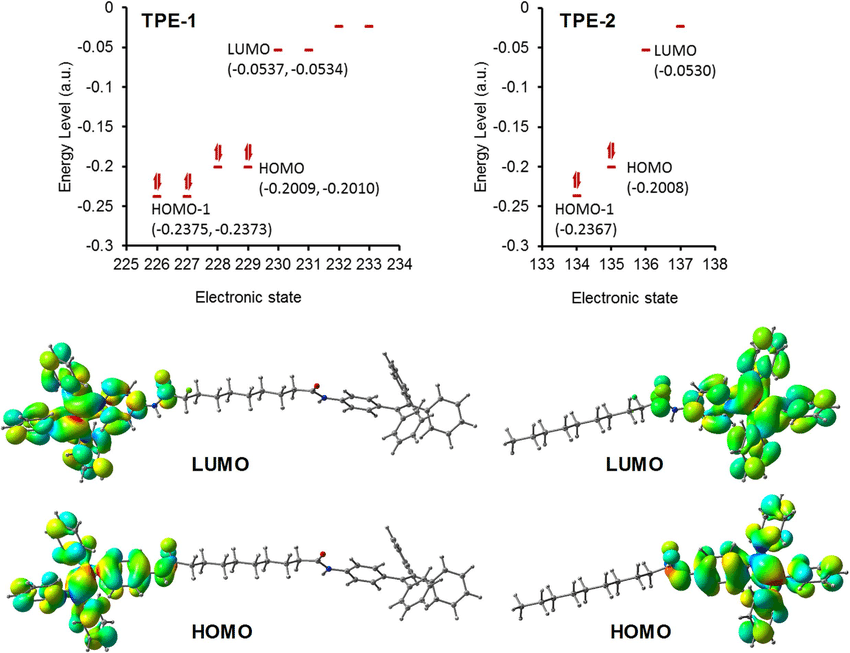 TPE-1
0
-0.05
-0.1
-0.15
-0.2
-0.25
-0.3
Energy Level (a.u.)
LUMO
(-0.0537, -0.0534)
HOMO
(-0.2009, -0.2010)
HOMO-1
(-0.2375, -0.2373)
225 226 227 228 229 230 231 232 233 234
Electronic state
TPE-2
0
-0.05
-0.1
-0.15
-0.2
-0.25
-0.3
Energy Level (a.u.)
LUMO
(-0.0530)
HOMO
(-0.2008)
HOMO-1
(-0.2367)
133 134 135 136 137 138
Electronic state
LUMO
LUMO
HOMO
HOMO